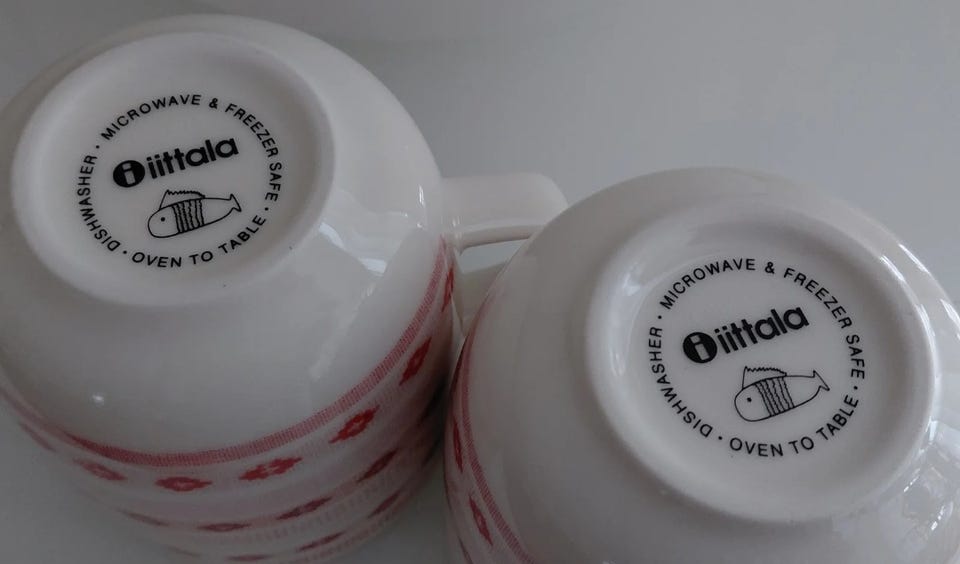 DISHWASHER · MICROWAVE & FREEZER SAFE · OVEN TO TABLE ·
i iittala
DISHWASHER · MICROWAVE & FREEZER SAFE · OVEN TO TABLE ·
i iittala